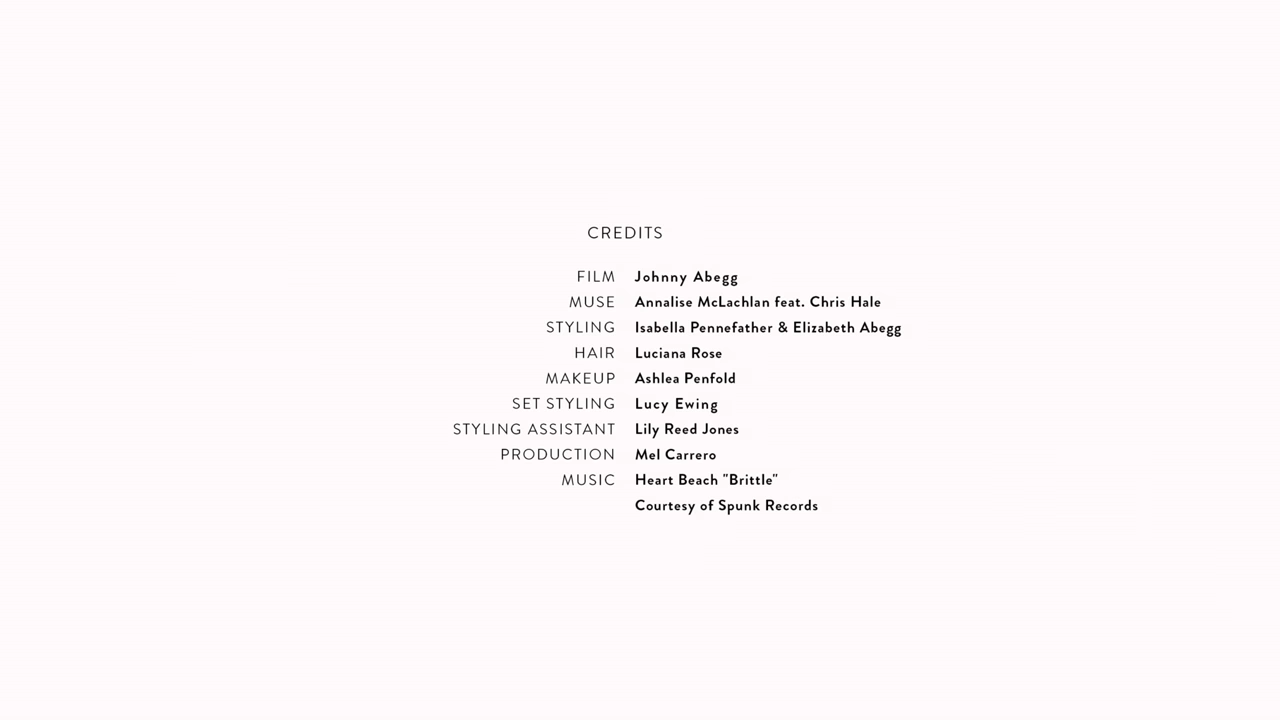 CREDITS
FILM Johnny Abegg
MUSE Annalise McLachlan feat. Chris Hale
STYLING Isabella Pennefather & Elizabeth Abegg
HAIR Luciana Rose
MAKEUP Ashlea Penfold
SET STYLING Lucy Ewing
STYLING ASSISTANT Lily Reed Jones
PRODUCTION Mel Carrero
MUSIC Heart Beach "Brittle"
Courtesy of Spunk Records